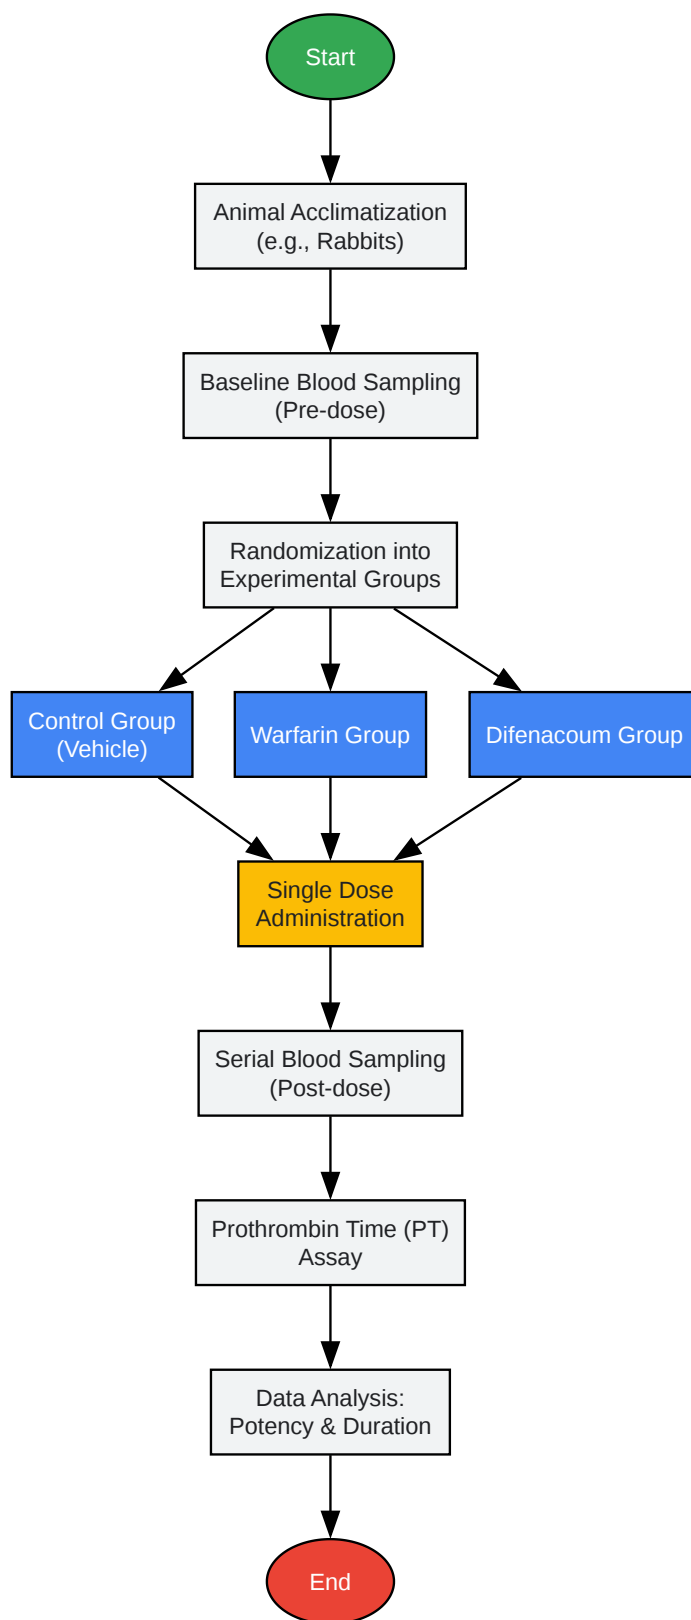 Start
Animal Acclimatization
(e.g., Rabbits)
Baseline Blood Sampling
(Pre-dose)
Randomization into
Experimental Groups
Control Group
(Vehicle)
Warfarin Group
Difenacoum Group
Single Dose
Administration
Serial Blood Sampling
(Post-dose)
Prothrombin Time (PT)
Assay
Data Analysis:
Potency & Duration
End